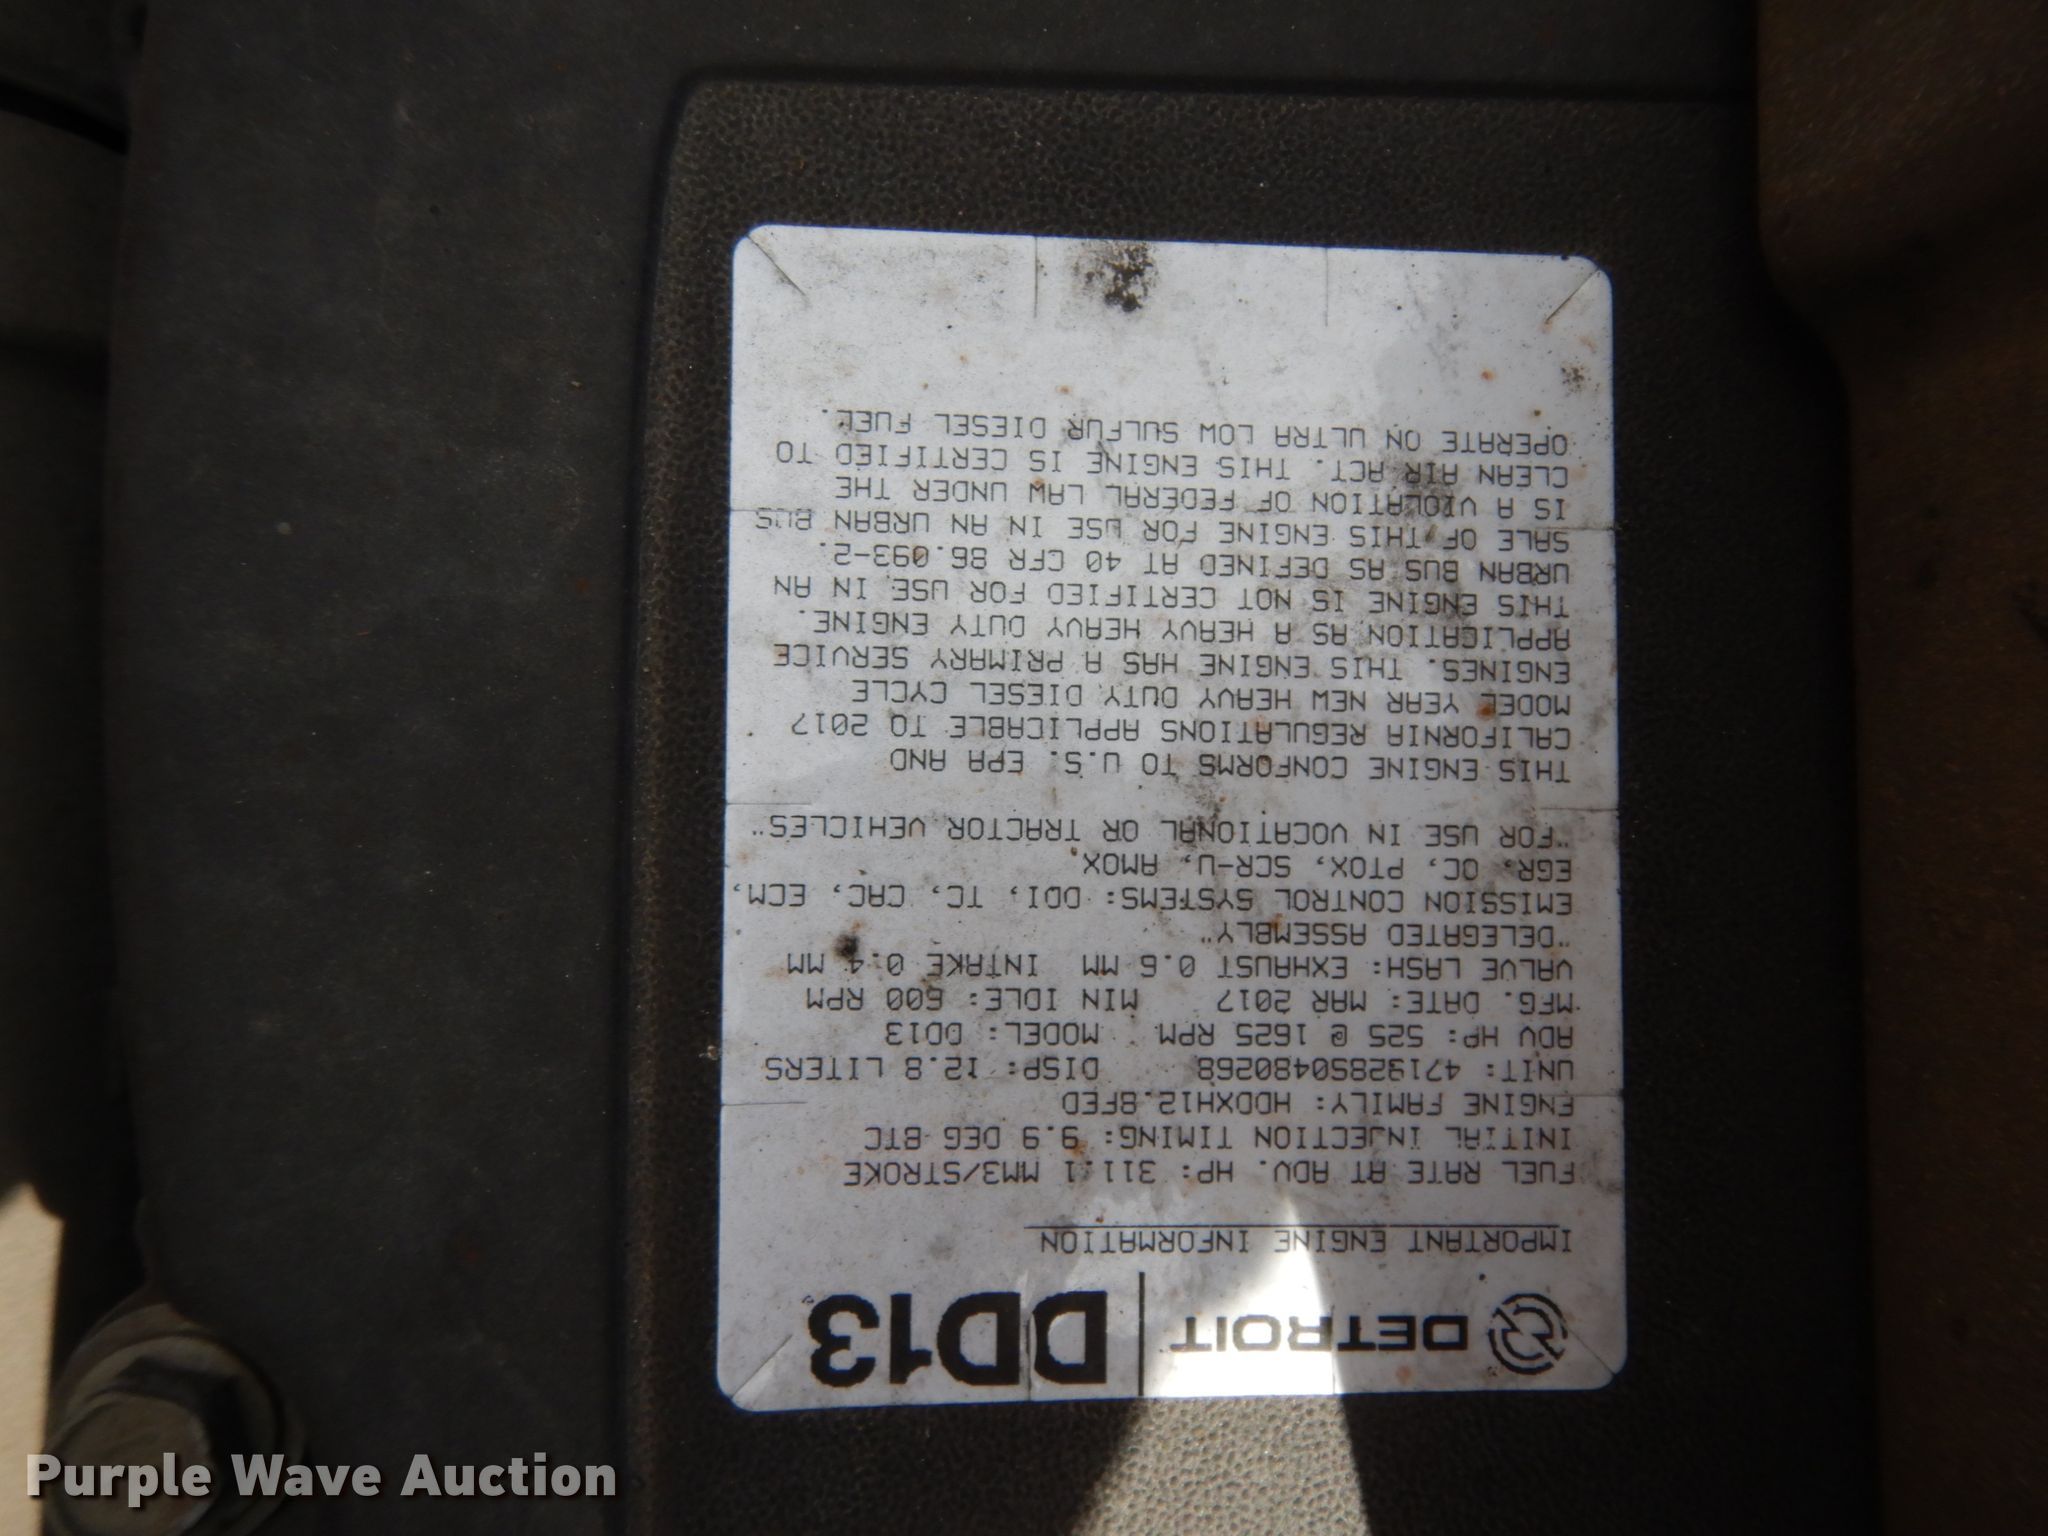 DETROIT | DD13
IMPORTANT ENGINE INFORMATION
FUEL RATE AT ADV. HP: 311.1 MM3/STROKE
INITIAL INJECTION TIMING: 9.9 DEG BTC
ENGINE FAMILY: HDDXH12.8FED
UNIT: 471928S0480268 DISP: 12.8 LITERS
ADV HP: 525 @ 1625 RPM MODEL: DD13
MFG. DATE: MAR 2017 MIN IDLE: 600 RPM
VALVE LASH: EXHAUST 0.6 MM INTAKE 0.4 MM
"DELEGATED ASSEMBLY"
EMISSION CONTROL SYSTEMS: DDI, TC, CAC, ECM,
EGR, OC, PTOX, SCR-U, AMOX
"FOR USE IN VOCATIONAL OR TRACTOR VEHICLES"
THIS ENGINE CONFORMS TO U.S. EPA AND
CALIFORNIA REGULATIONS APPLICABLE TO 2017
MODEL YEAR NEW HEAVY DUTY DIESEL CYCLE
ENGINES. THIS ENGINE HAS A PRIMARY SERVICE
APPLICATION AS A HEAVY HEAVY DUTY ENGINE.
THIS ENGINE IS NOT CERTIFIED FOR USE IN AN
URBAN BUS AS DEFINED AT 40 CFR 86.093-2.
SALE OF THIS ENGINE FOR USE IN AN URBAN BUS
IS A VIOLATION OF FEDERAL LAW UNDER THE
CLEAN AIR ACT. THIS ENGINE IS CERTIFIED TO
OPERATE ON ULTRA LOW SULFUR DIESEL FUEL.
Purple Wave Auction